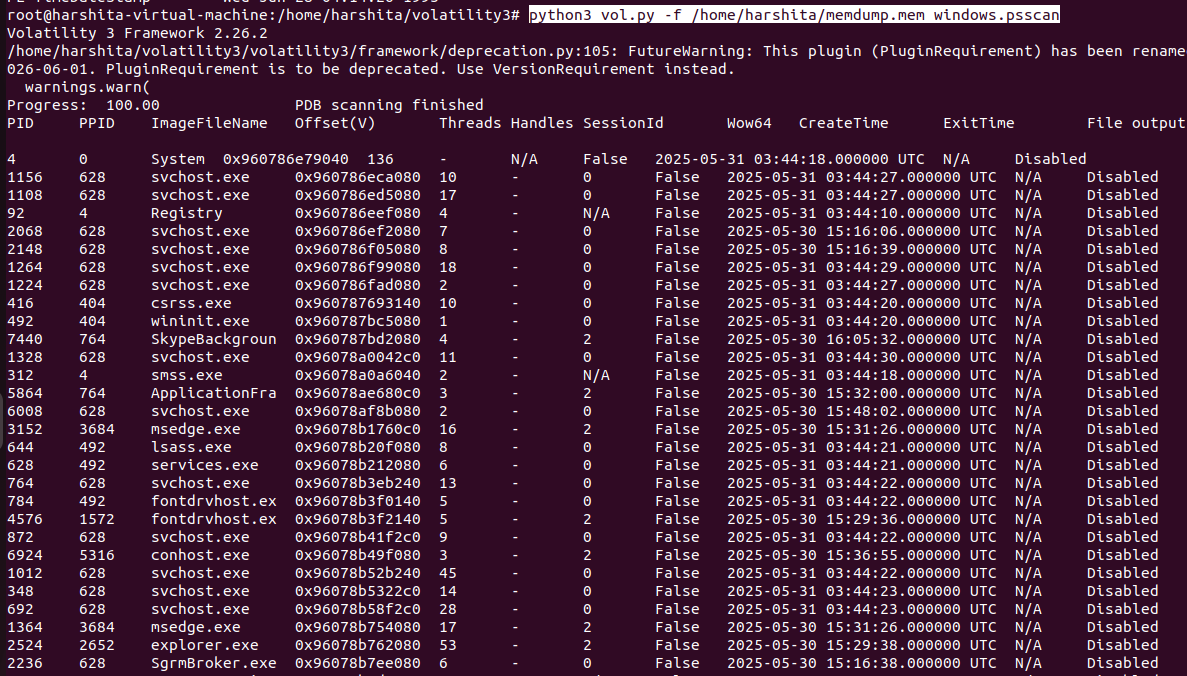 root@harshita-virtual-machine:/home/harshita/volatility3# python3 vol.py -f /home/harshita/memdump.mem windows.psscan
Volatility 3 Framework 2.26.2
/home/harshita/volatility3/volatility3/framework/deprecation.py:105: FutureWarning: This plugin (PluginRequirement) has been rename
026-06-01. PluginRequirement is to be deprecated. Use VersionRequirement instead.
warnings.warn(
Progress: 100.00 PDB scanning finished
PID PPID ImageFileName Offset(V) Threads Handles SessionId Wow64 CreateTime ExitTime File output
4 0 System 0x960786e79040 136 - N/A False 2025-05-31 03:44:18.000000 UTC N/A Disabled
1156 628 svchost.exe 0x960786eca080 10 - 0 False 2025-05-31 03:44:27.000000 UTC N/A Disabled
1108 628 svchost.exe 0x960786ed5080 17 - 0 False 2025-05-31 03:44:27.000000 UTC N/A Disabled
92 4 Registry 0x960786eef080 4 - N/A False 2025-05-31 03:44:10.000000 UTC N/A Disabled
2068 628 svchost.exe 0x960786ef2080 7 - 0 False 2025-05-30 15:16:06.000000 UTC N/A Disabled
2148 628 svchost.exe 0x960786f05080 8 - 0 False 2025-05-30 15:16:39.000000 UTC N/A Disabled
1264 628 svchost.exe 0x960786f99080 18 - 0 False 2025-05-31 03:44:29.000000 UTC N/A Disabled
1224 628 svchost.exe 0x960786fad080 2 - 0 False 2025-05-31 03:44:29.000000 UTC N/A Disabled
416 404 csrss.exe 0x960787693140 10 - 0 False 2025-05-31 03:44:20.000000 UTC N/A Disabled
492 404 wininit.exe 0x960787bc5080 1 - 0 False 2025-05-31 03:44:20.000000 UTC N/A Disabled
7440 764 SkypeBackgroun 0x960787bd2080 4 - 2 False 2025-05-30 16:05:32.000000 UTC N/A Disabled
1328 628 svchost.exe 0x96078a0042c0 11 - 0 False 2025-05-31 03:44:30.000000 UTC N/A Disabled
312 4 smss.exe 0x96078a0a6040 2 - N/A False 2025-05-31 03:44:18.000000 UTC N/A Disabled
5864 764 ApplicationFra 0x96078ae680c0 3 - 2 False 2025-05-30 15:32:00.000000 UTC N/A Disabled
6008 628 svchost.exe 0x96078af8b080 2 - 0 False 2025-05-30 15:48:02.000000 UTC N/A Disabled
3152 3684 msedge.exe 0x96078b1760c0 16 - 2 False 2025-05-30 15:31:26.000000 UTC N/A Disabled
644 492 lsass.exe 0x96078b20f080 8 - 0 False 2025-05-31 03:44:21.000000 UTC N/A Disabled
628 492 services.exe 0x96078b212080 6 - 0 False 2025-05-31 03:44:21.000000 UTC N/A Disabled
764 628 svchost.exe 0x96078b3eb240 13 - 0 False 2025-05-31 03:44:22.000000 UTC N/A Disabled
784 492 fontdrvhost.ex 0x96078b3f0140 5 - 0 False 2025-05-31 03:44:22.000000 UTC N/A Disabled
4576 1572 fontdrvhost.ex 0x96078b3f2140 5 - 2 False 2025-05-30 15:29:36.000000 UTC N/A Disabled
872 628 svchost.exe 0x96078b41f2c0 9 - 0 False 2025-05-31 03:44:22.000000 UTC N/A Disabled
6924 5316 conhost.exe 0x96078b49f080 3 - 2 False 2025-05-30 15:36:55.000000 UTC N/A Disabled
1012 628 svchost.exe 0x96078b52b240 45 - 0 False 2025-05-31 03:44:22.000000 UTC N/A Disabled
348 628 svchost.exe 0x96078b5322c0 14 - 0 False 2025-05-31 03:44:23.000000 UTC N/A Disabled
692 628 svchost.exe 0x96078b58f2c0 28 - 0 False 2025-05-31 03:44:23.000000 UTC N/A Disabled
1364 3684 msedge.exe 0x96078b754080 17 - 2 False 2025-05-30 15:31:26.000000 UTC N/A Disabled
2524 2652 explorer.exe 0x96078b762080 53 - 2 False 2025-05-30 15:29:38.000000 UTC N/A Disabled
2236 628 SgrmBroker.exe 0x96078b7ee080 6 - 0 False 2025-05-30 15:16:38.000000 UTC N/A Disabled